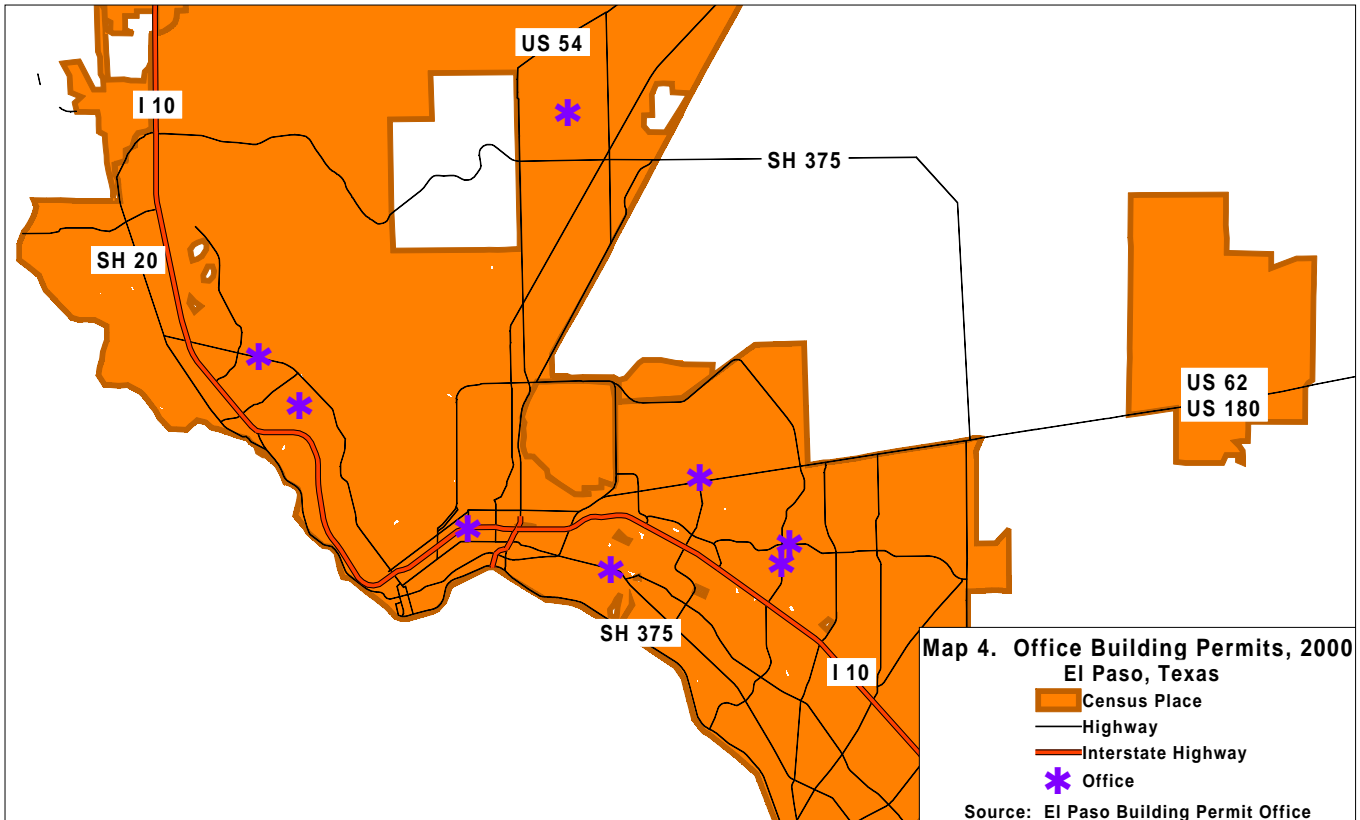 US 54
I 10
SH 375
SH 20
US 62
US 180
SH 375
I 10
Map 4. Office Building Permits, 2000
El Paso, Texas
Census Place
Highway
Interstate Highway
Office
Source: El Paso Building Permit Office